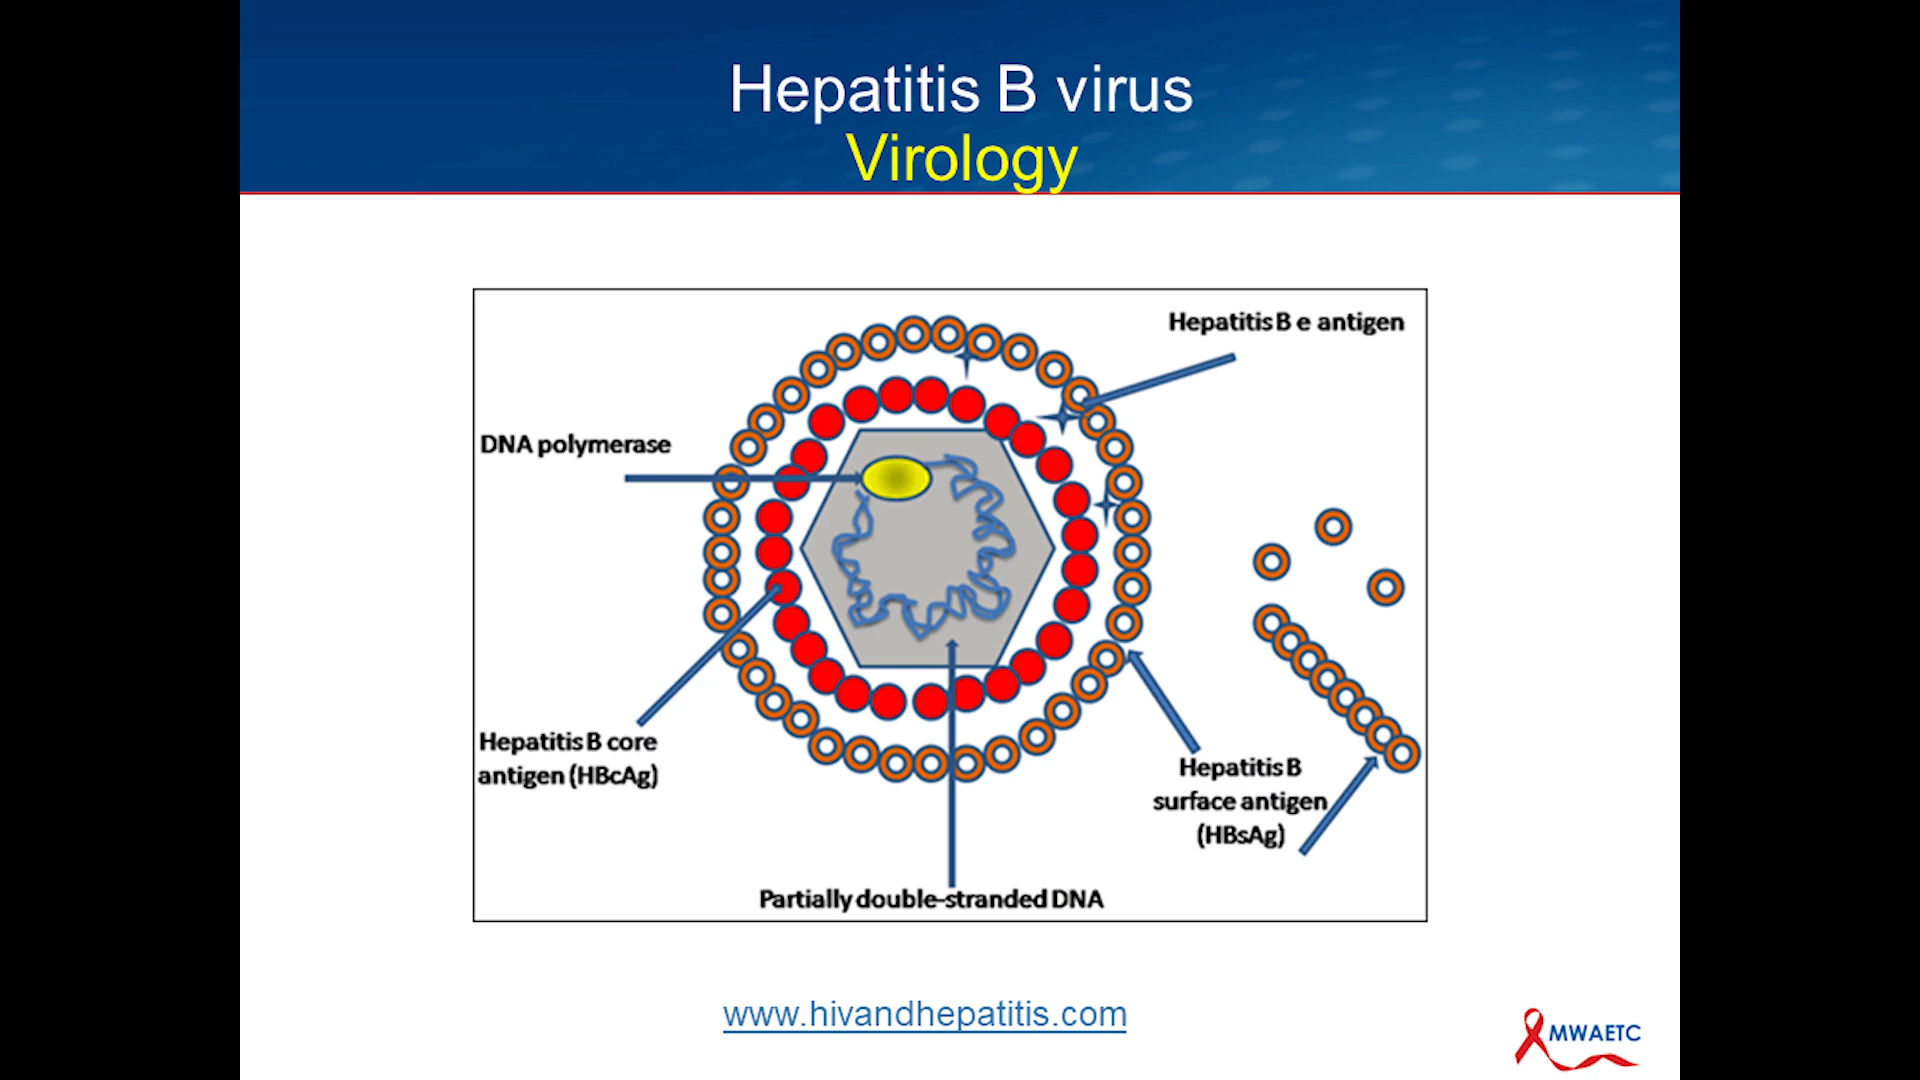 Hepatitis B virus
Virology
Hepatitis B e antigen
DNA polymerase
Hepatitis B core
antigen (HBcAg)
Hepatitis B
surface antigen
(HBsAg)
Partially double-stranded DNA
www.hivandhepatitis.com
MWAETC